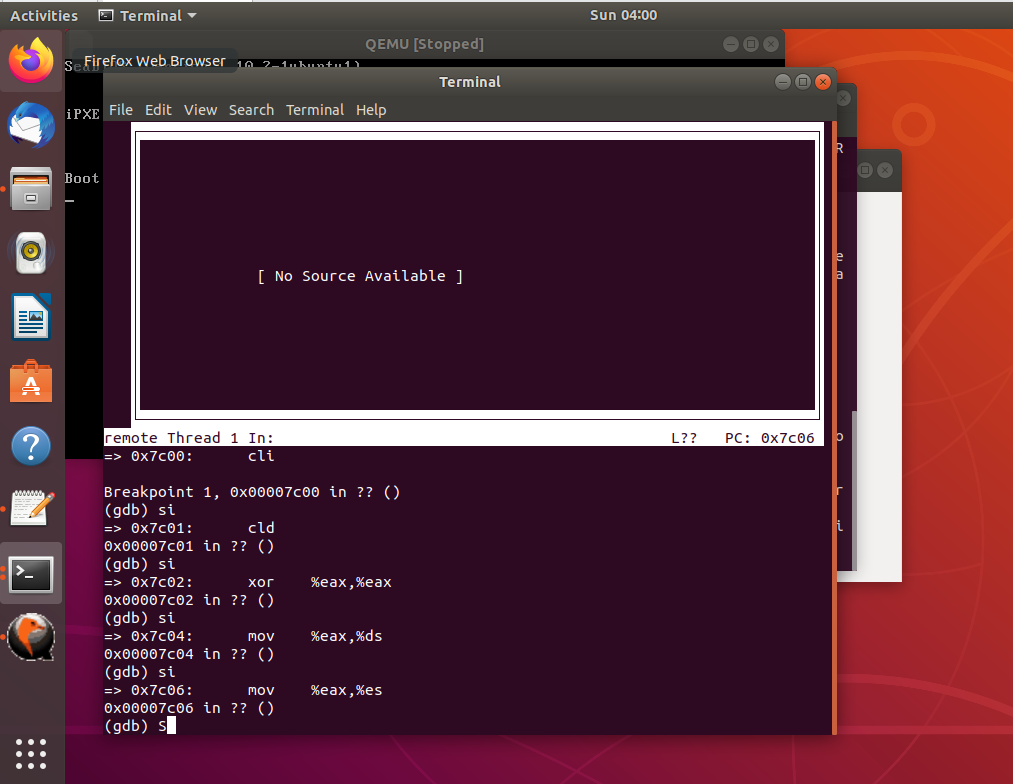 Activities Terminal Sun 04:00
QEMU [Stopped]
Firefox Web Browser
Terminal
File Edit View Search Terminal Help
iPXE
R
Boot
e
a
[ No Source Available ]
remote Thread 1 In: L?? PC: 0x7c06
o
=> 0x7c00: cli
Breakpoint 1, 0x00007c00 in ?? ()
r
(gdb) si
=> 0x7c01: cld
i
0x00007c01 in ?? ()
(gdb) si
=> 0x7c02: xor %eax,%eax
0x00007c02 in ?? ()
(gdb) si
=> 0x7c04: mov %eax,%ds
0x00007c04 in ?? ()
(gdb) si
=> 0x7c06: mov %eax,%es
0x00007c06 in ?? ()
(gdb) S